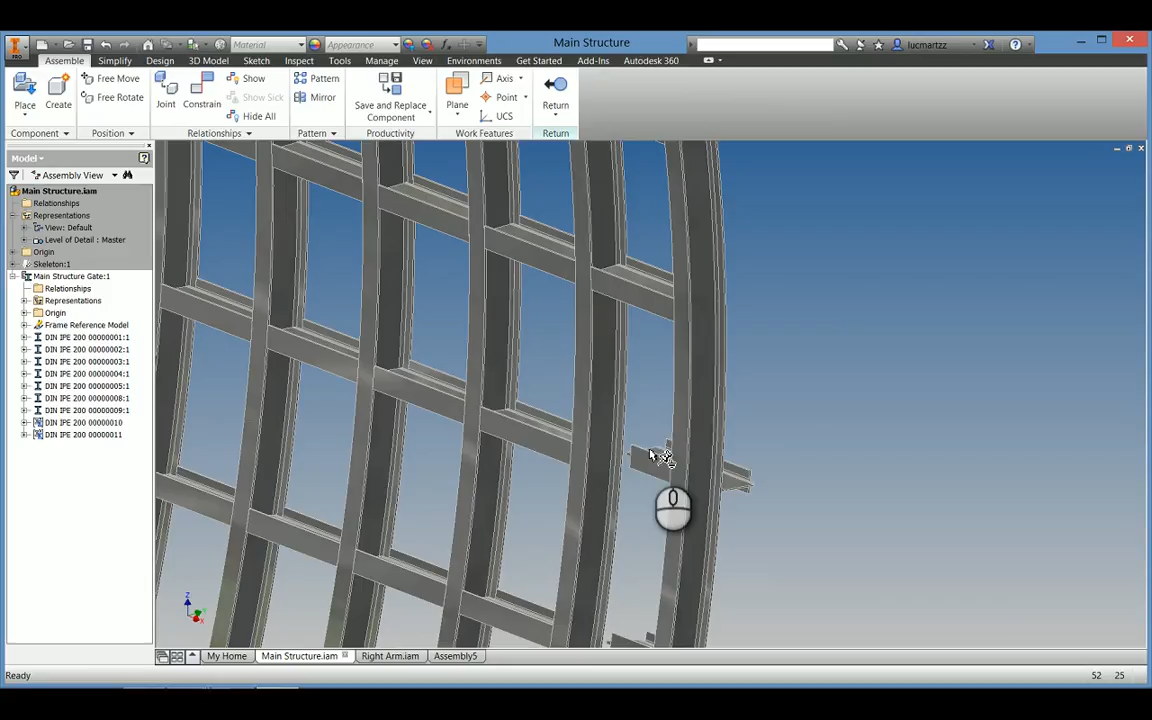 Material
Appearance
Main Structure
lucmartzz
PRO
Assemble Simplify Design 3D Model Sketch Inspect Tools Manage View Environments Get Started Add-Ins Autodesk 360
Place
Create
Free Move
Free Rotate
Joint
Constrain
Show
Show Sick
Hide All
Pattern
Mirror
Save and Replace
Component
Plane
Axis
Point
UCS
Return
Component
Position
Relationships
Pattern
Productivity
Work Features
Return
Model
Assembly View
Main Structure.iam
Relationships
Representations
View: Default
Level of Detail : Master
Origin
Skeleton:1
Main Structure Gate:1
Relationships
Representations
Origin
Frame Reference Model
DIN IPE 200 00000001:1
DIN IPE 200 00000002:1
DIN IPE 200 00000003:1
DIN IPE 200 00000004:1
DIN IPE 200 00000005:1
DIN IPE 200 00000008:1
DIN IPE 200 00000009:1
DIN IPE 200 00000010
DIN IPE 200 00000011
Z
Y
X
My Home
Main Structure.iam
Right Arm.iam
Assembly5
Ready
52 25